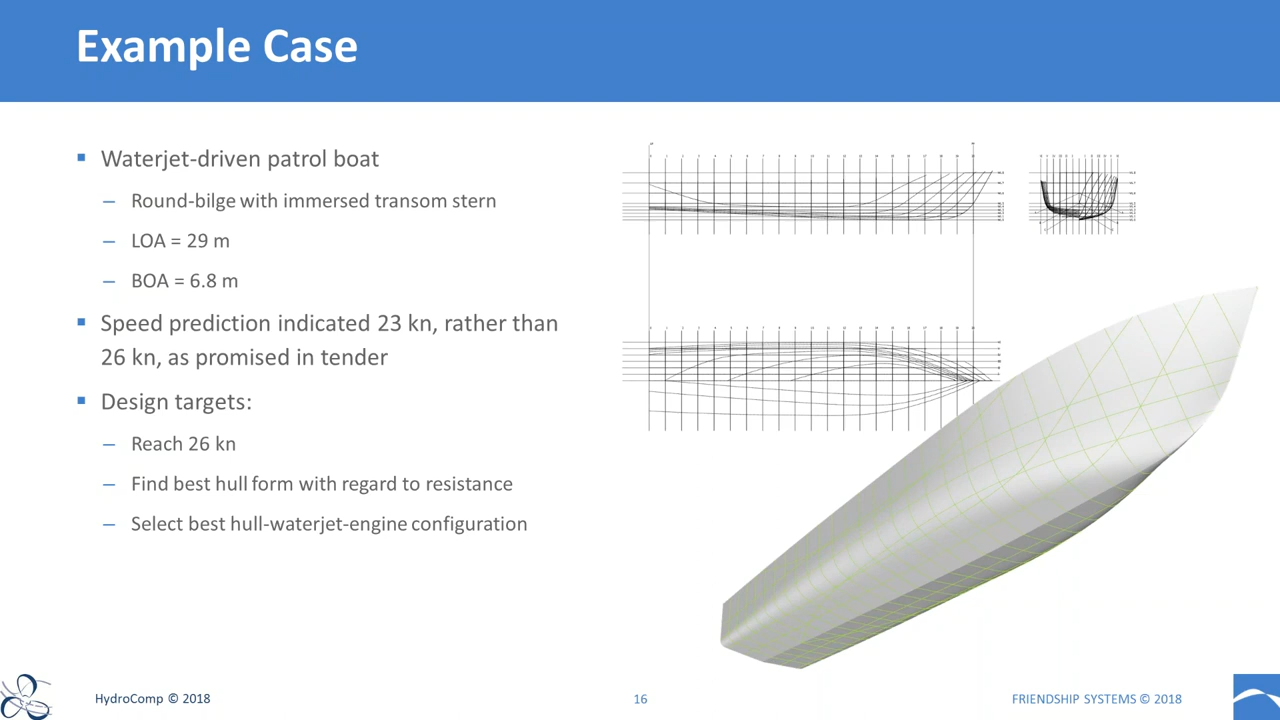 Example Case
▪ Waterjet-driven patrol boat
– Round-bilge with immersed transom stern
– LOA = 29 m
– BOA = 6.8 m
▪ Speed prediction indicated 23 kn, rather than
26 kn, as promised in tender
▪ Design targets:
– Reach 26 kn
– Find best hull form with regard to resistance
– Select best hull-waterjet-engine configuration
HydroComp © 2018
16
FRIENDSHIP SYSTEMS © 2018